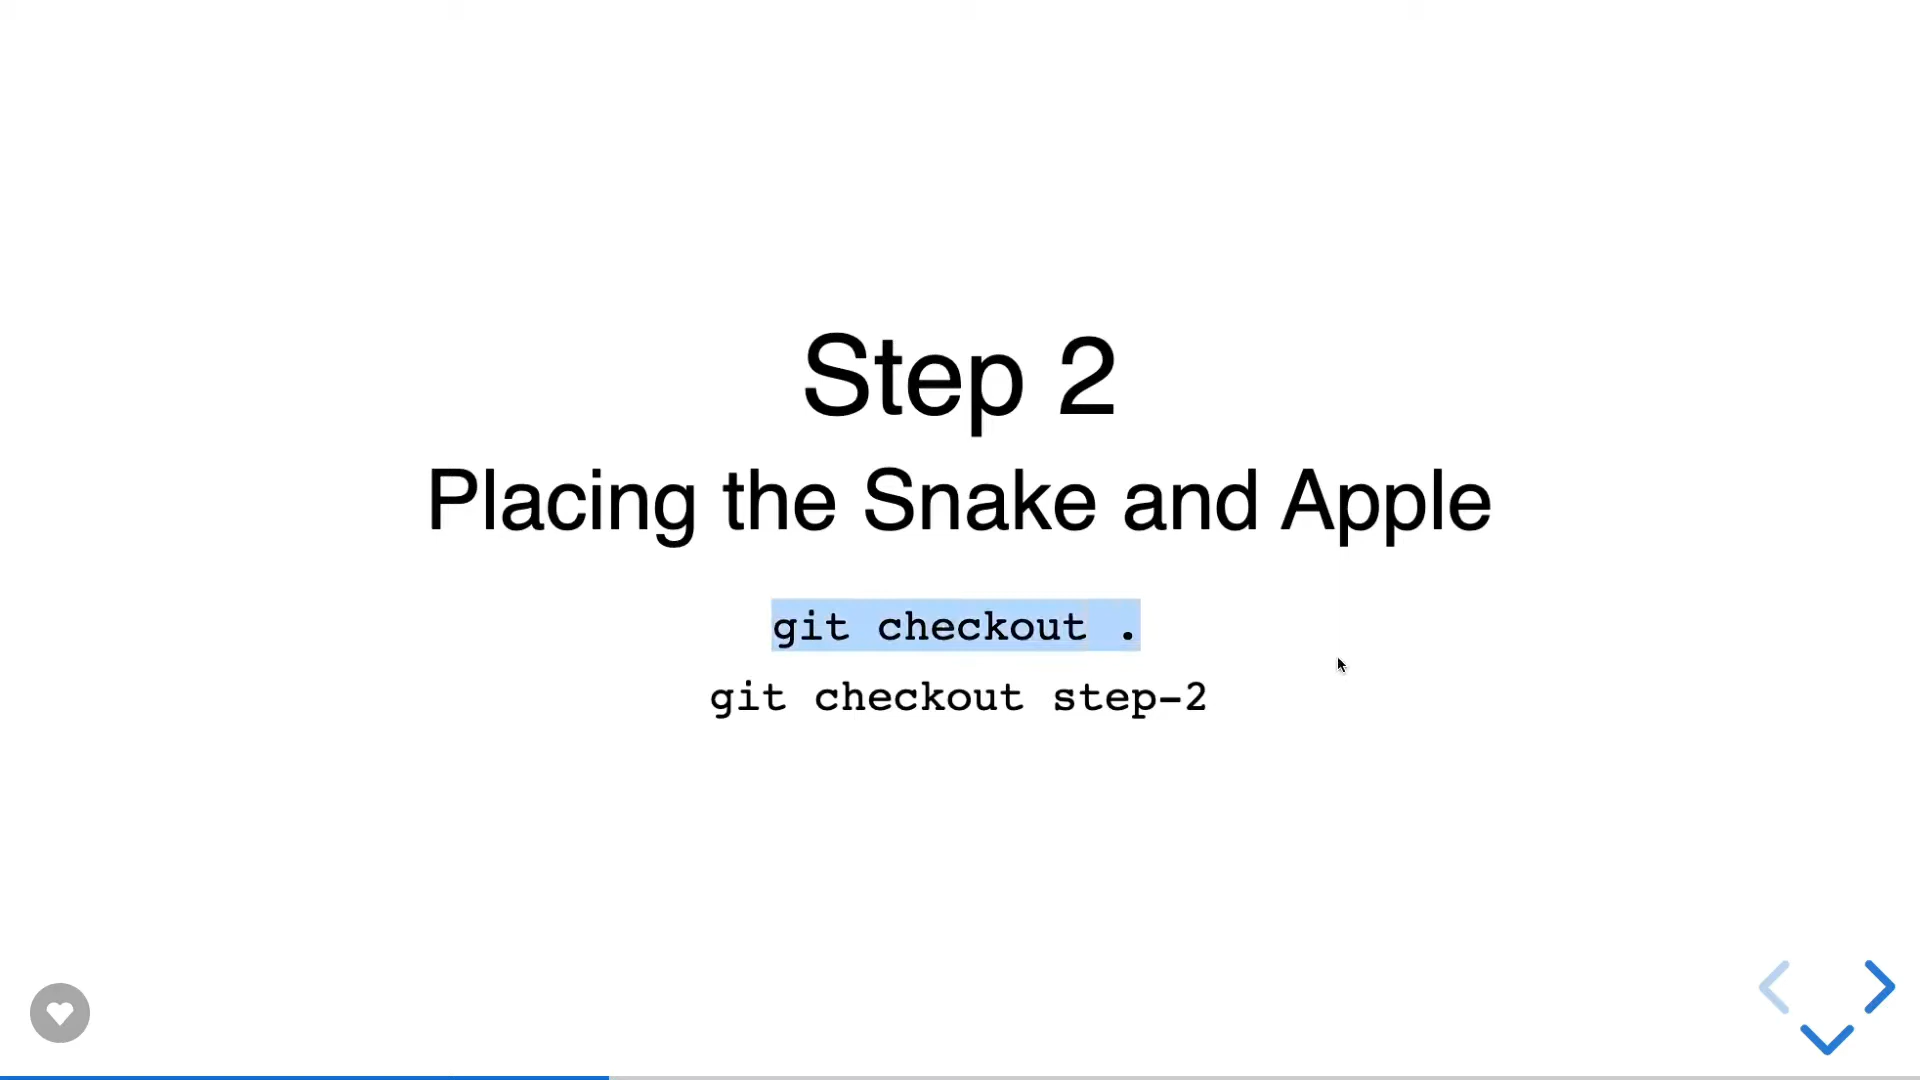 Step 2
Placing the Snake and Apple
git checkout .
git checkout step-2